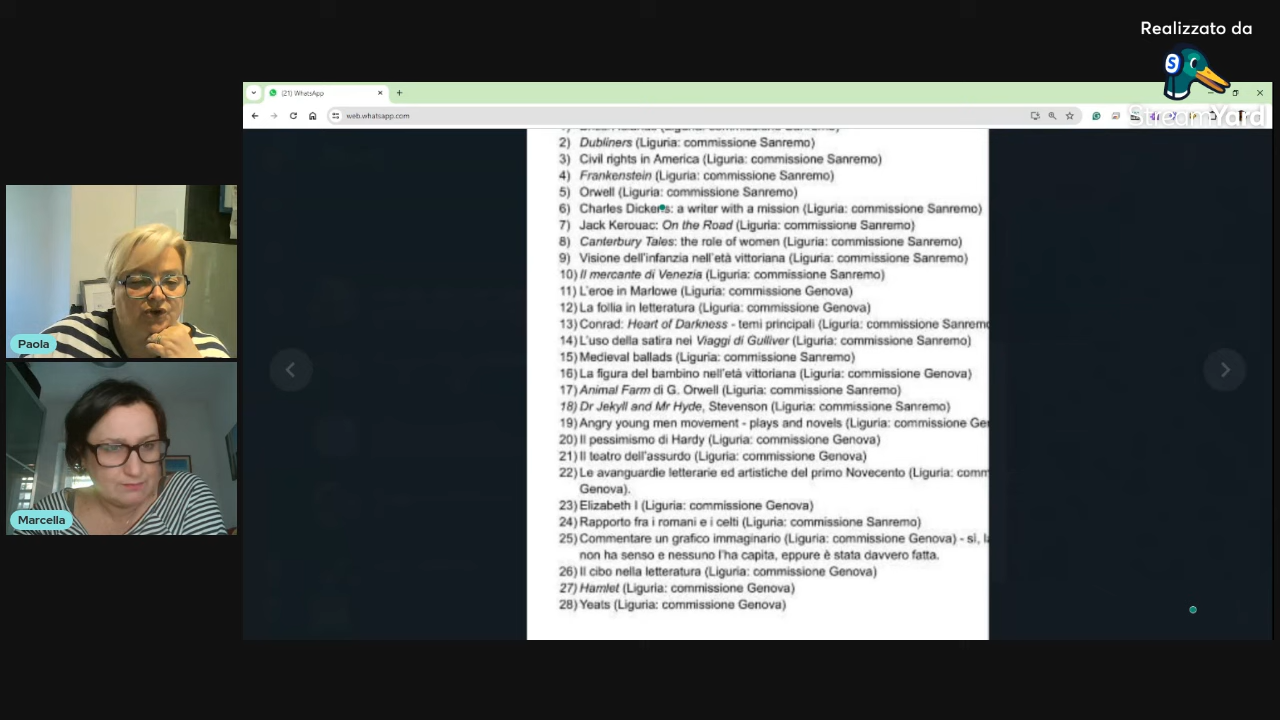 Realizzato da
StreamYard
(21) WhatsApp
web.whatsapp.com
2) Dubliners (Liguria: commissione Sanremo)
3) Civil rights in America (Liguria: commissione Sanremo)
4) Frankenstein (Liguria: commissione Sanremo)
5) Orwell (Liguria: commissione Sanremo)
6) Charles Dickens: a writer with a mission (Liguria: commissione Sanremo)
7) Jack Kerouac: On the Road (Liguria: commissione Sanremo)
8) Canterbury Tales: the role of women (Liguria: commissione Sanremo)
9) Visione dell'infanzia nell'età vittoriana (Liguria: commissione Sanremo)
10) Il mercante di Venezia (Liguria: commissione Sanremo)
11) L'eroe in Marlowe (Liguria: commissione Genova)
12) La follia in letteratura (Liguria: commissione Genova)
13) Conrad: Heart of Darkness - temi principali (Liguria: commissione Sanremo
14) L'uso della satira nei Viaggi di Gulliver (Liguria: commissione Sanremo)
15) Medieval ballads (Liguria: commissione Sanremo)
16) La figura del bambino nell'età vittoriana (Liguria: commissione Genova)
17) Animal Farm di G. Orwell (Liguria: commissione Sanremo)
18) Dr Jekyll and Mr Hyde, Stevenson (Liguria: commissione Sanremo)
19) Angry young men movement - plays and novels (Liguria: commissione Ge
20) Il pessimismo di Hardy (Liguria: commissione Genova)
21) Il teatro dell'assurdo (Liguria: commissione Genova)
22) Le avanguardie letterarie ed artistiche del primo Novecento (Liguria: comm
Genova).
23) Elizabeth I (Liguria: commissione Genova)
24) Rapporto fra i romani e i celti (Liguria: commissione Sanremo)
25) Commentare un grafico immaginario (Liguria: commissione Genova) - sì, la
non ha senso e nessuno l'ha capita, eppure è stata davvero fatta.
26) Il cibo nella letteratura (Liguria: commissione Genova)
27) Hamlet (Liguria: commissione Genova)
28) Yeats (Liguria: commissione Genova)
Paola
Marcella